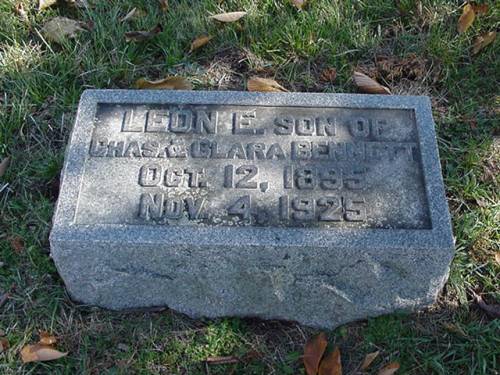 LEON E. SON OF
CHAS. & CLARA BENNETT
OCT. 12, 1895
NOV. 4, 1925